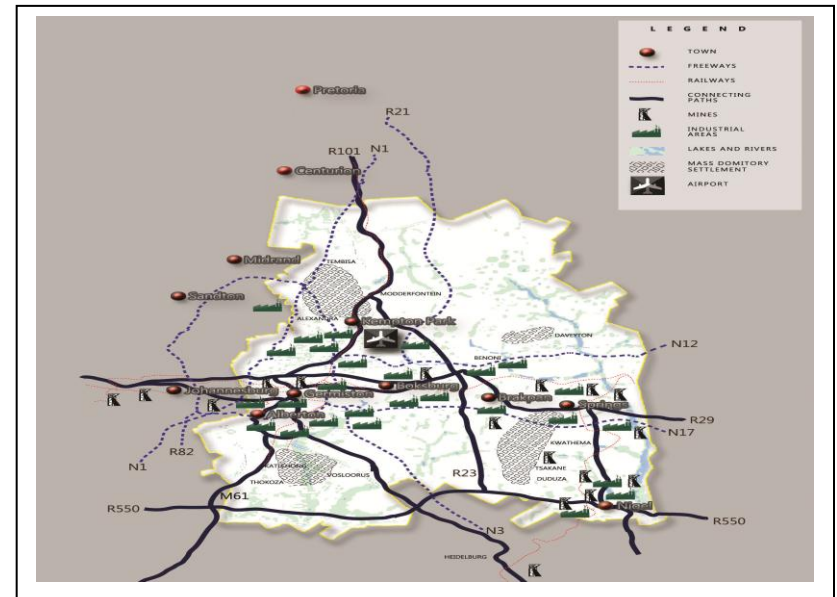 L E G E N D
TOWN
FREEWAYS
RAILWAYS
CONNECTING
PATHS
MINES
INDUSTRIAL
AREAS
LAKES AND RIVERS
MASS DOMITORY
SETTLEMENT
AIRPORT
Pretoria
R21
R101
N1
Centurion
Midrand
TEMBISA
Sandton
MODDERFONTEIN
ALEXANDRA
Kempton Park
DAVEYTON
N12
BENONI
Johannesburg
Germiston
Boksburg
Brakpan
Springs
Alberton
R29
N17
KWATHEMA
N1
R82
KATLEHONG
VOSLOORUS
THOKOZA
R23
TSAKANE
DUDUZA
M61
R550
Nigel
R550
N3
HEIDELBURG